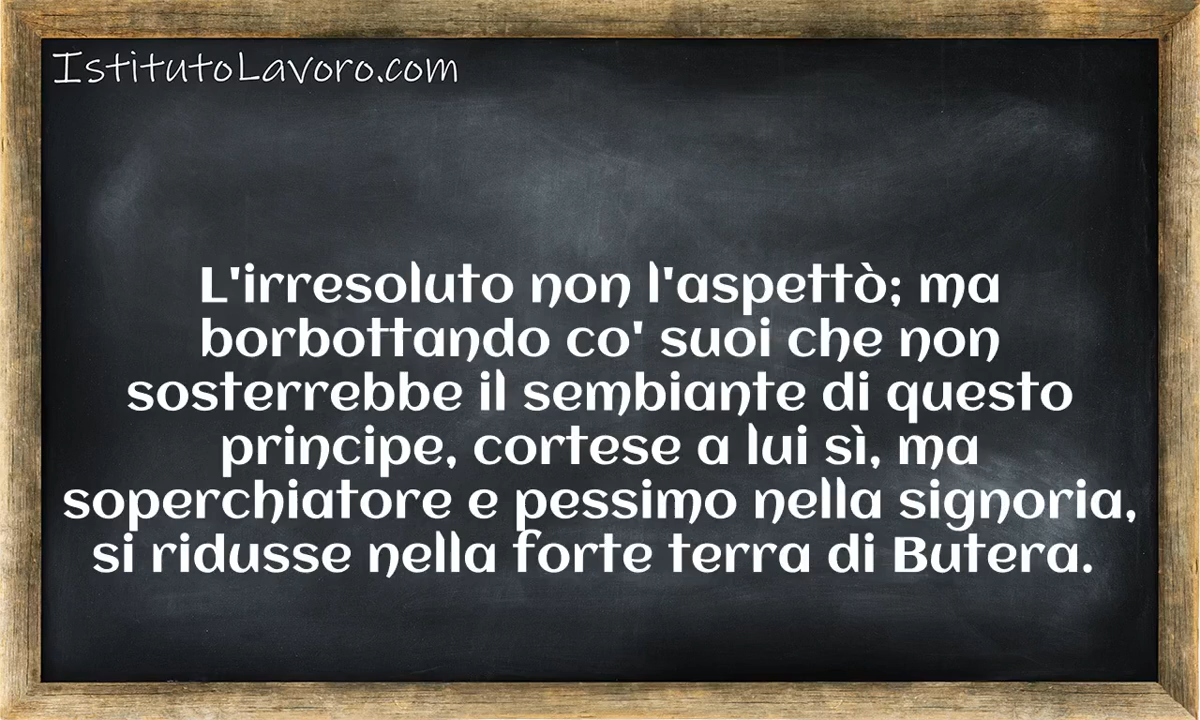 IstitutoLavoro.com
L'irresoluto non l'aspettò; ma
borbottando co' suoi che non
sosterrebbe il sembiante di questo
principe, cortese a lui sì, ma
soperchiatore e pessimo nella signoria,
si ridusse nella forte terra di Butera.